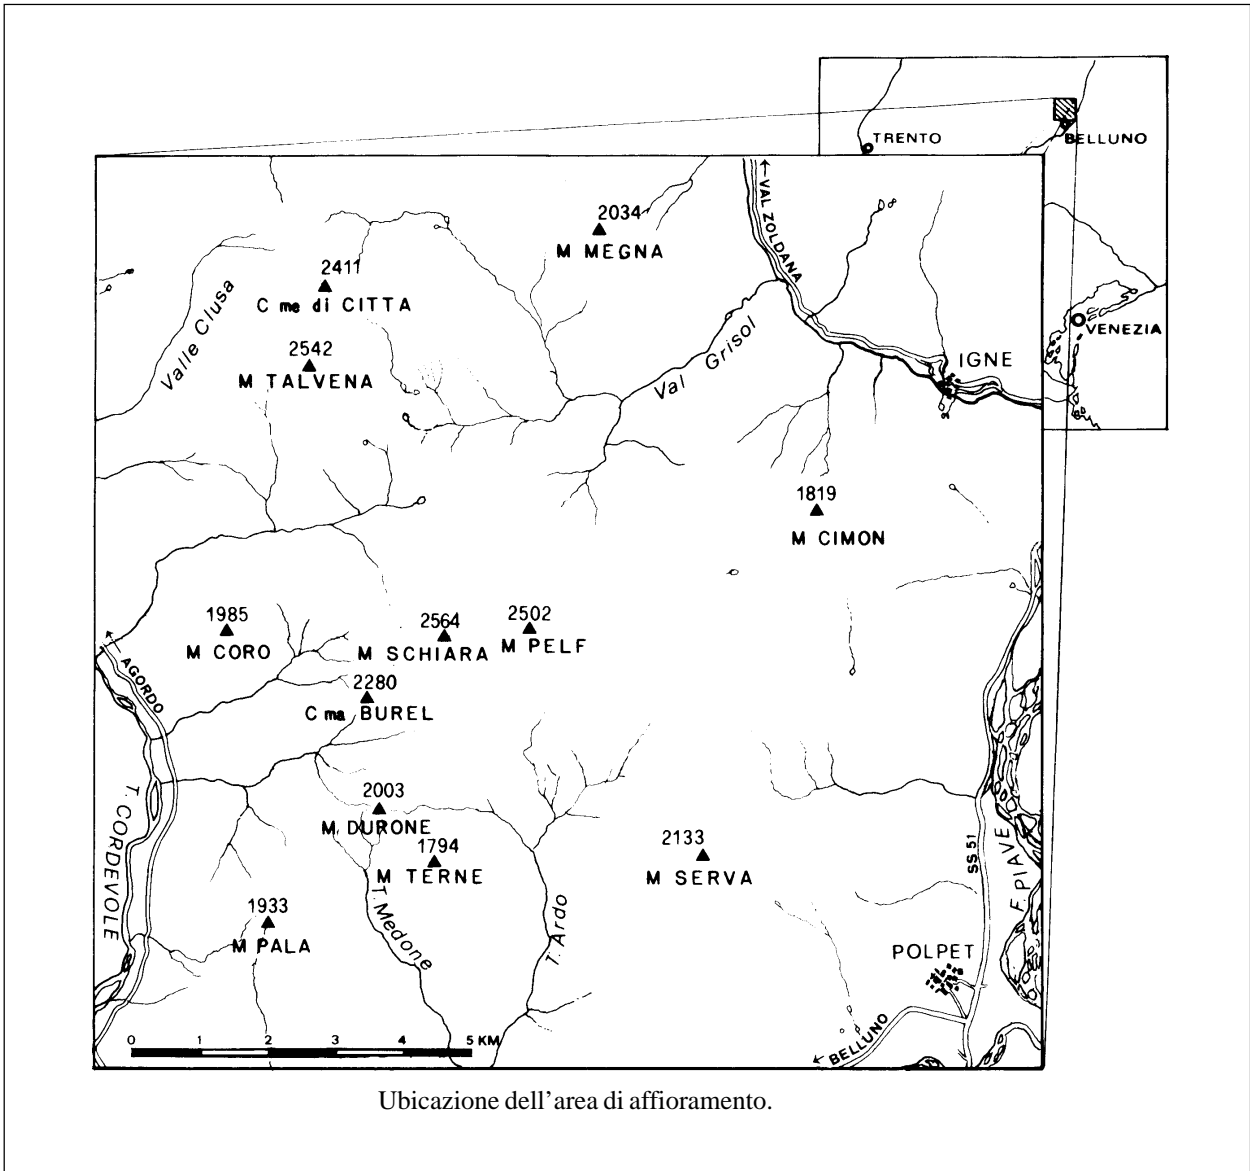 TRENTO
BELLUNO
VENEZIA
2034
M MEGNA
↑ VAL ZOLDANA
2411
C me di CITTA
Valle Clusa
2542
M TALVENA
Val Grisol
IGNE
1819
M CIMON
1985
M CORO
2564
M SCHIARA
2502
M PELF
← AGORDO
2280
C ma BUREL
T. CORDEVOLE
2003
M DURONE
1794
M TERNE
2133
M SERVA
SS 51
F. PIAVE
1933
M PALA
T. Medone
T. Ardo
POLPET
← BELLUNO
0 1 2 3 4 5 KM
Ubicazione dell'area di affioramento.